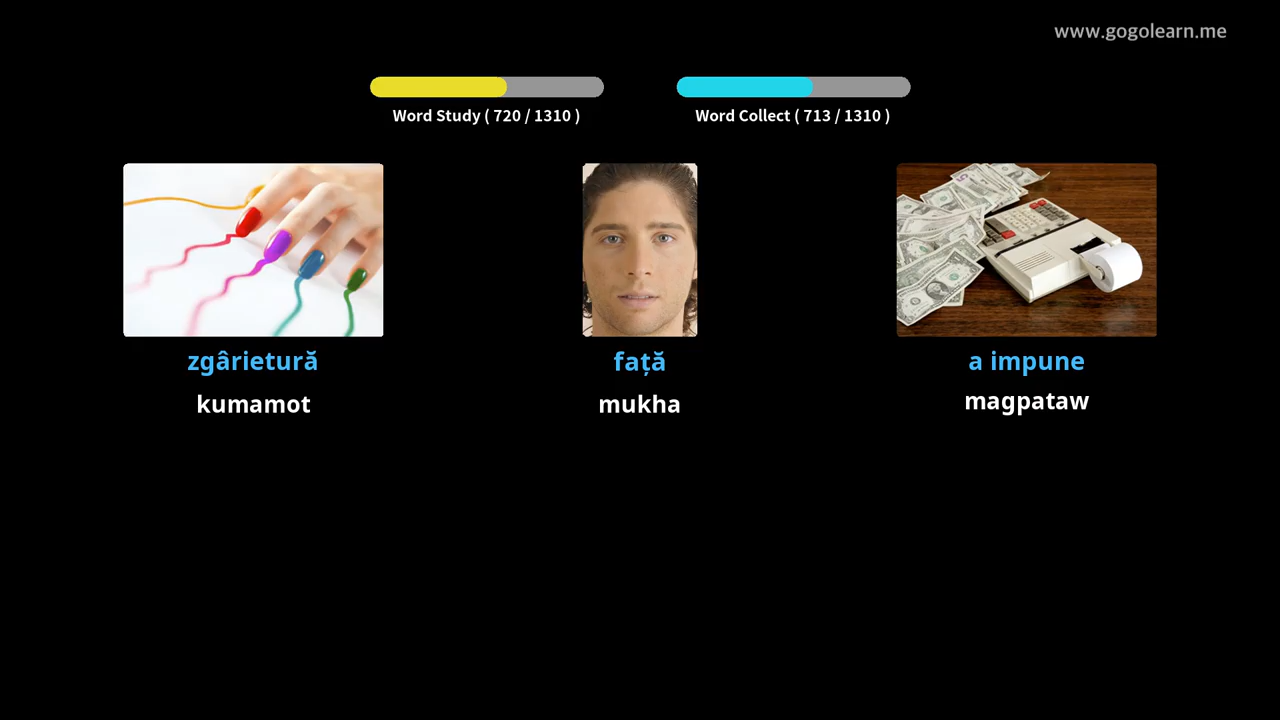 www.gogolearn.me
Word Study ( 720 / 1310 )
Word Collect ( 713 / 1310 )
zgârietură
față
a impune
kumamot
mukha
magpataw